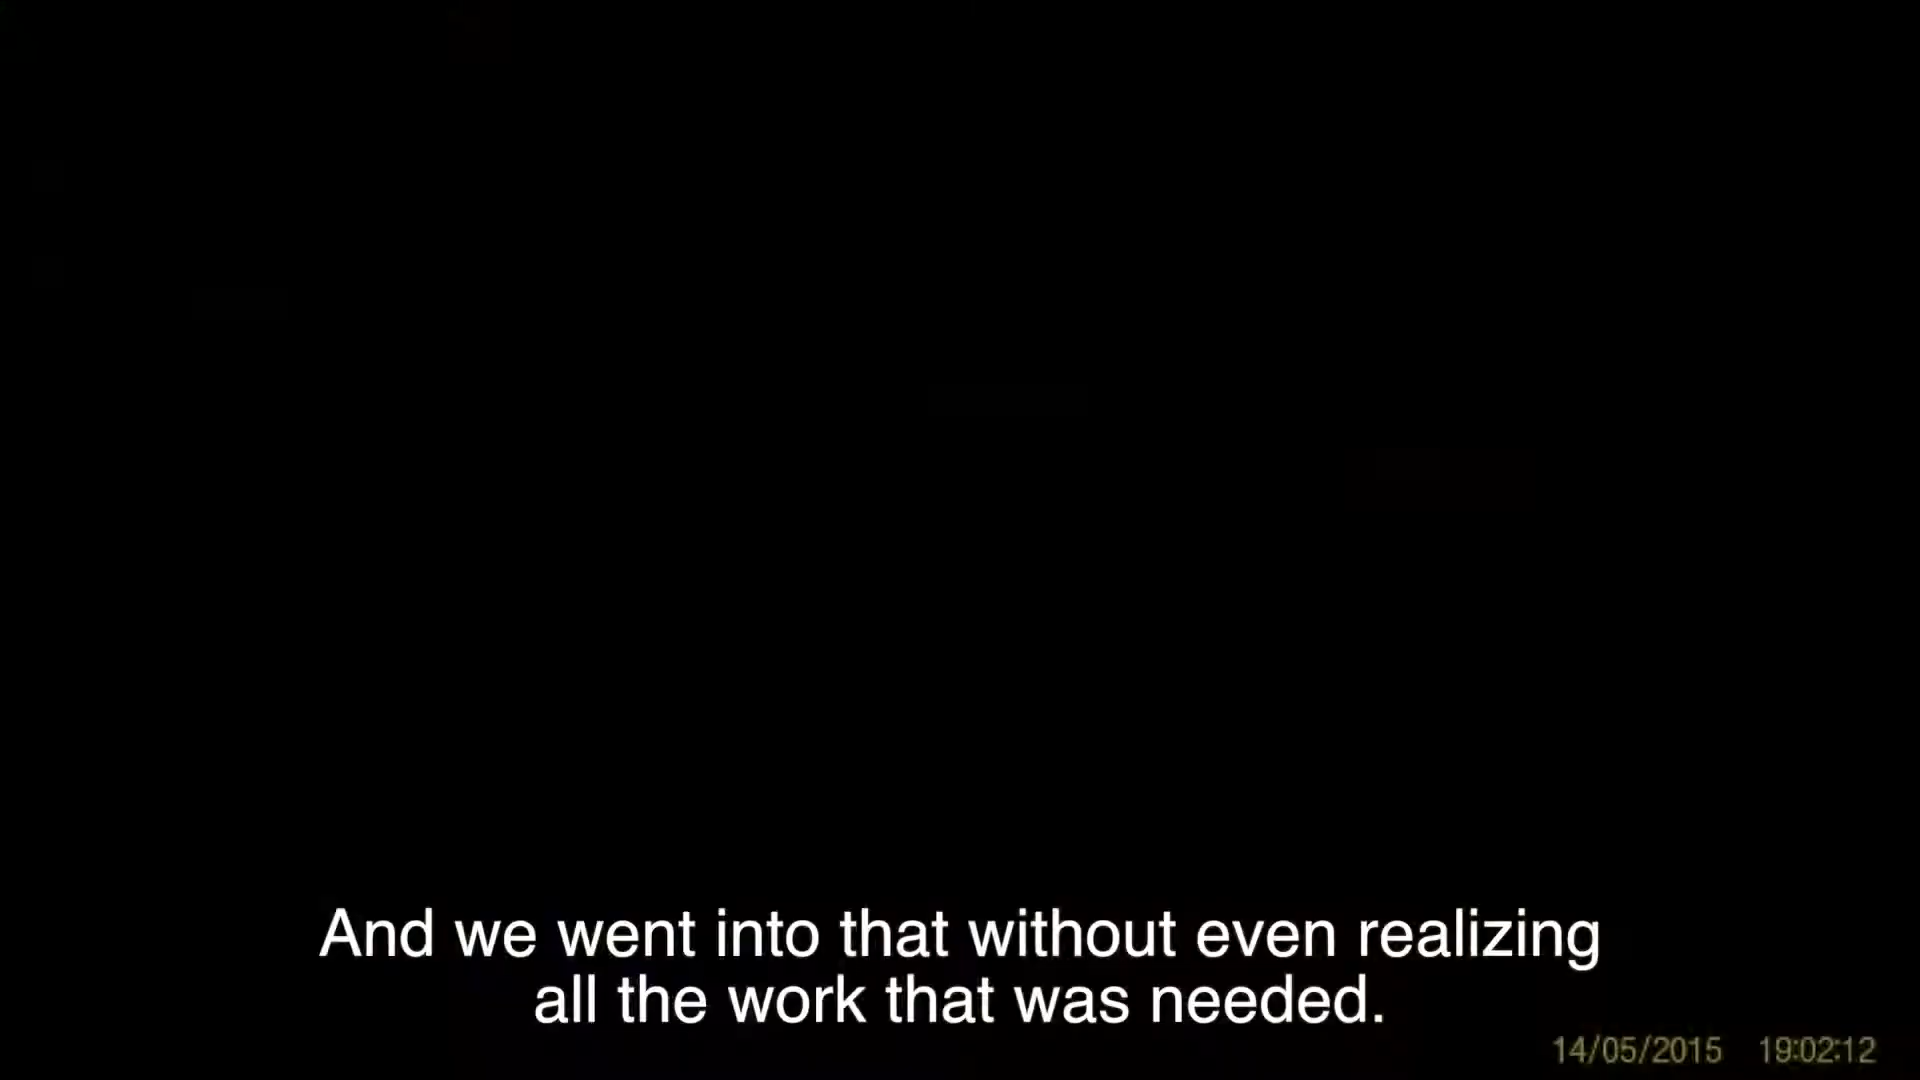 And we went into that without even realizing
all the work that was needed.
14/05/2015 19:02:12